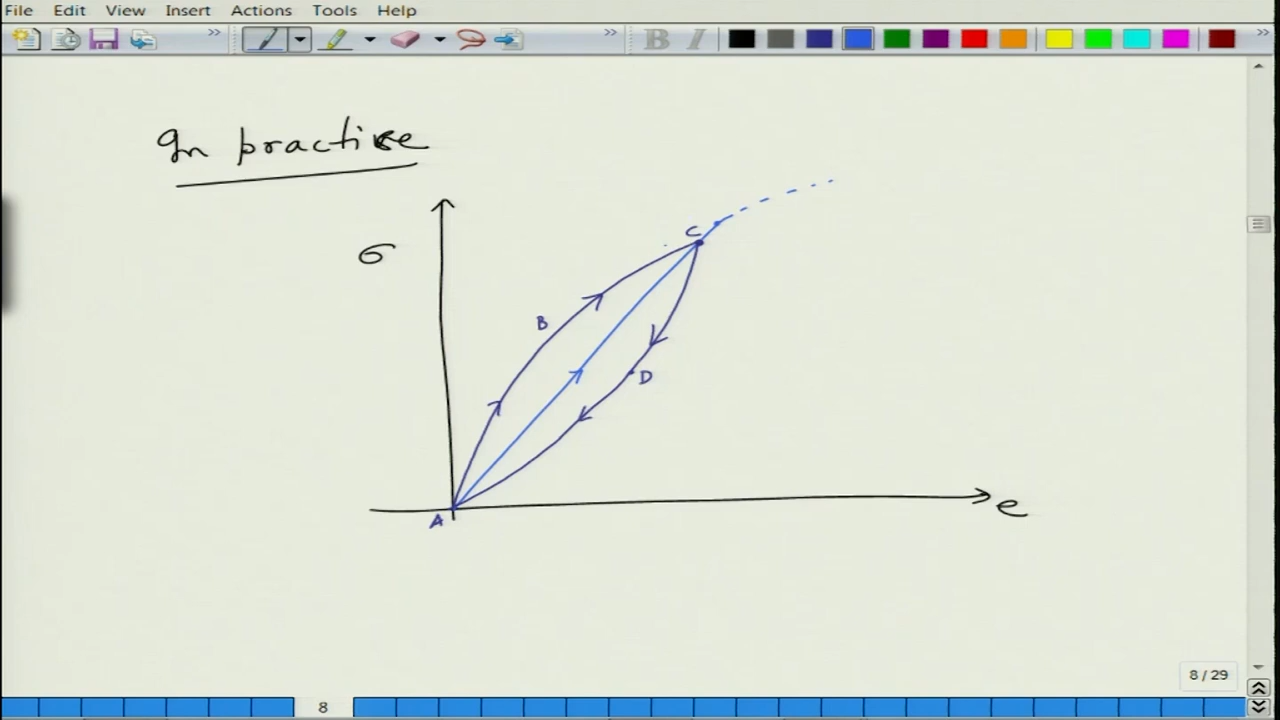 File Edit View Insert Actions Tools Help
B I
In practice
σ
C
B
D
A
e
8 / 29
8